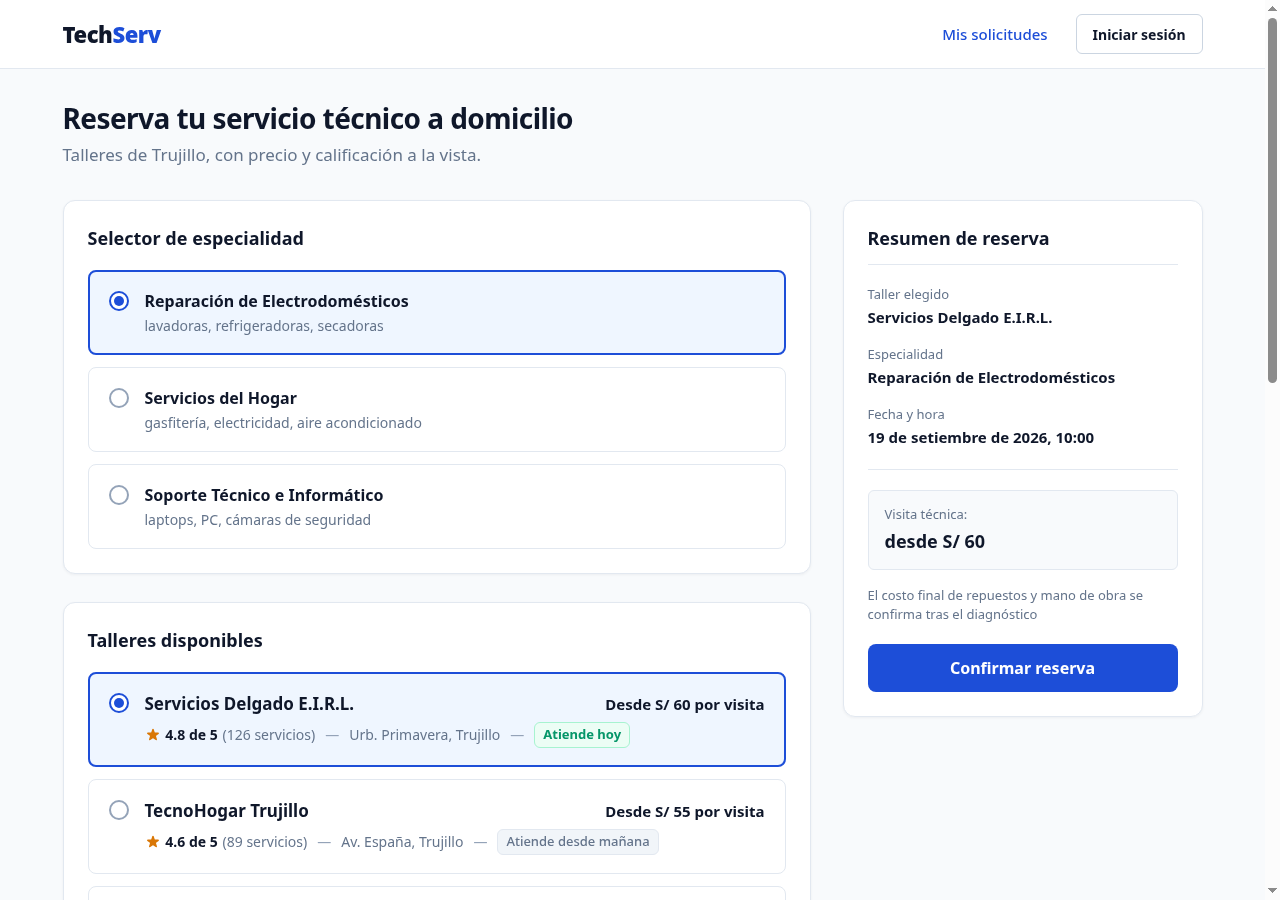 TechServ
Mis solicitudes
Iniciar sesión
Reserva tu servicio técnico a domicilio
Talleres de Trujillo, con precio y calificación a la vista.
Selector de especialidad
Reparación de Electrodomésticos
lavadoras, refrigeradoras, secadoras
Servicios del Hogar
gasfitería, electricidad, aire acondicionado
Soporte Técnico e Informático
laptops, PC, cámaras de seguridad
Talleres disponibles
Servicios Delgado E.I.R.L.
Desde S/ 60 por visita
★ 4.8 de 5 (126 servicios) — Urb. Primavera, Trujillo — Atiende hoy
TecnoHogar Trujillo
Desde S/ 55 por visita
★ 4.6 de 5 (89 servicios) — Av. España, Trujillo — Atiende desde mañana
Resumen de reserva
Taller elegido
Servicios Delgado E.I.R.L.
Especialidad
Reparación de Electrodomésticos
Fecha y hora
19 de setiembre de 2026, 10:00
Visita técnica:
desde S/ 60
El costo final de repuestos y mano de obra se
confirma tras el diagnóstico
Confirmar reserva